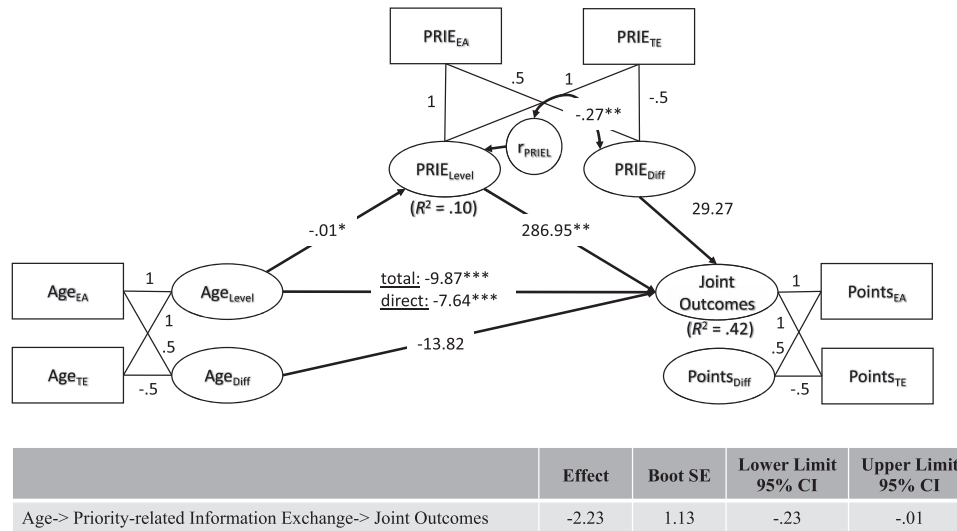 PRIE_EA PRIE_TE
.5 1
1 -.27** -.5
r_PRIEL
PRIE_Level PRIE_Diff
(R² = .10)
29.27
-.01* 286.95**
Age_EA 1 Age_Level total: -9.87*** Joint Outcomes 1 Points_EA
direct: -7.64***
1 (R² = .42) 1
.5 -13.82 .5
Age_TE -.5 Age_Diff Points_Diff -.5 Points_TE
Effect Boot SE Lower Limit 95% CI Upper Limit 95% CI
Age-> Priority-related Information Exchange-> Joint Outcomes -2.23 1.13 -.23 -.01